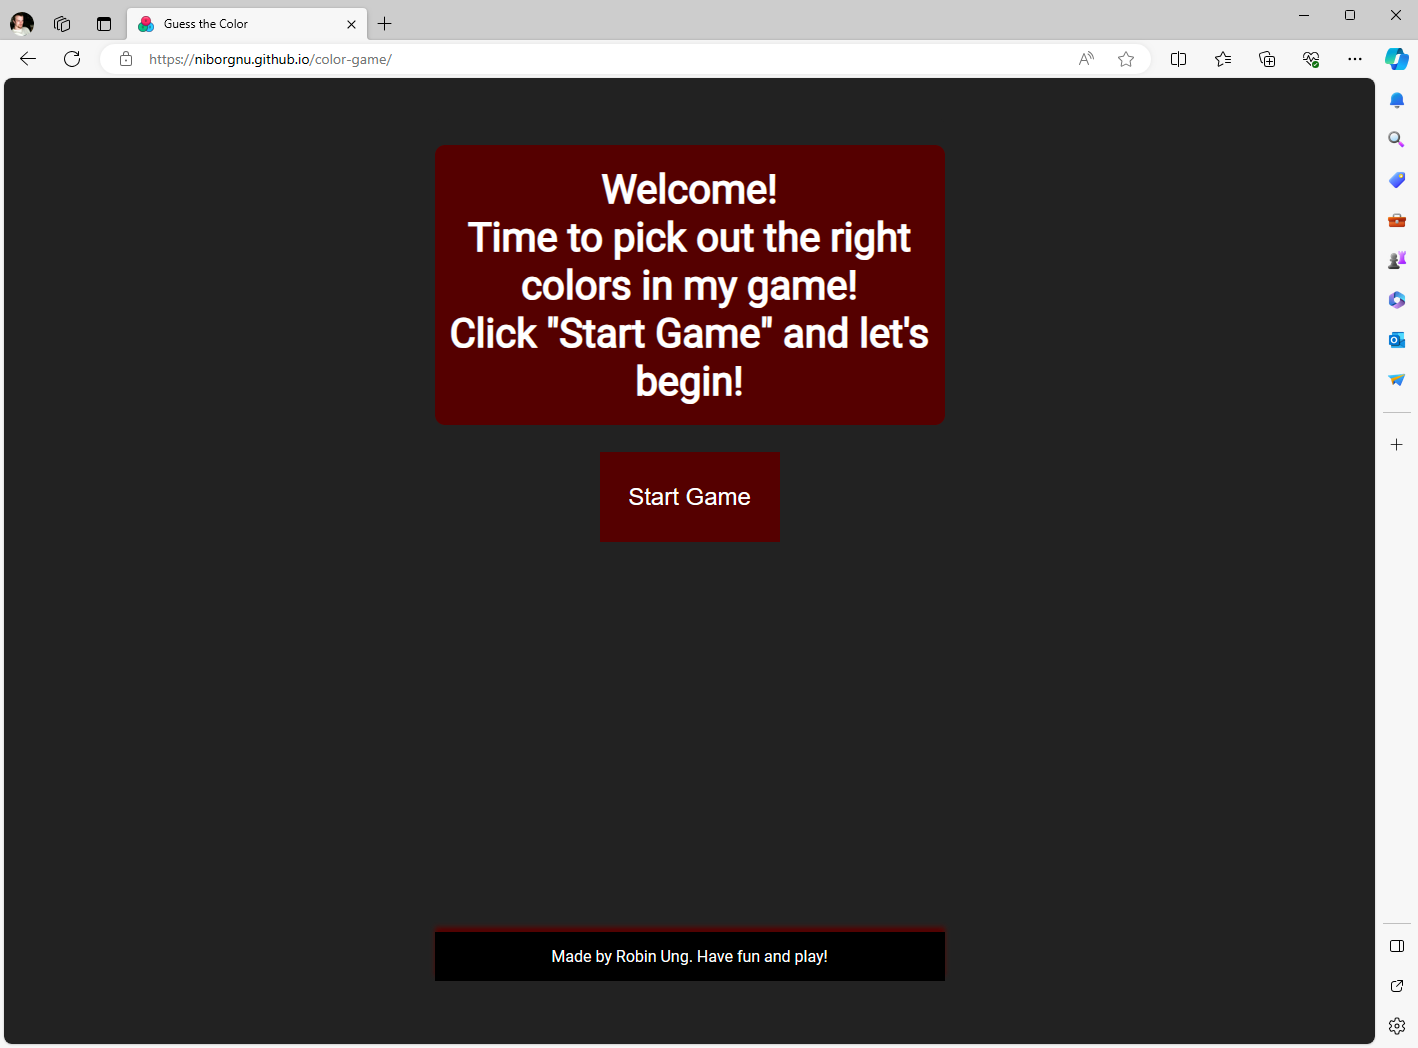 Guess the Color
https://niborgnu.github.io/color-game/
Welcome!
Time to pick out the right
colors in my game!
Click "Start Game" and let's
begin!
Start Game
Made by Robin Ung. Have fun and play!